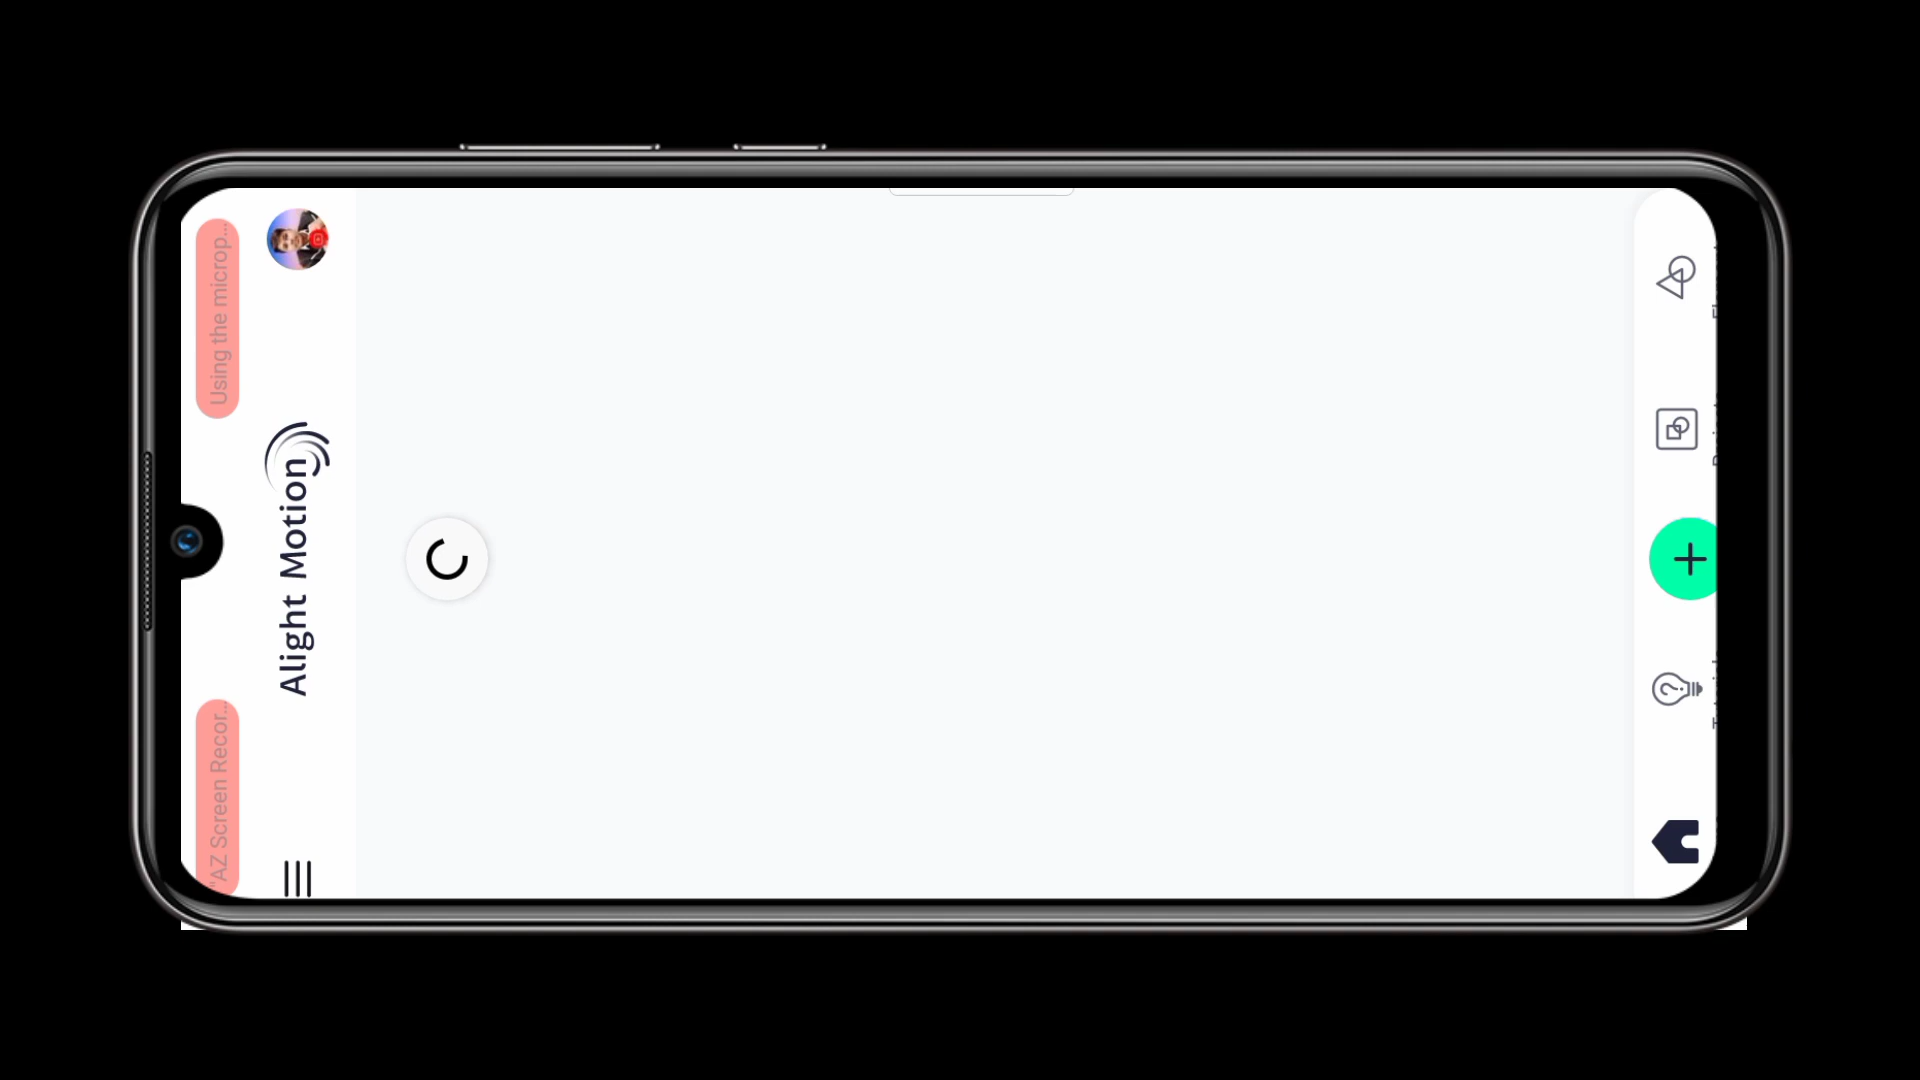 "AZ Screen Recor...
Using the microp...
Alight Motion